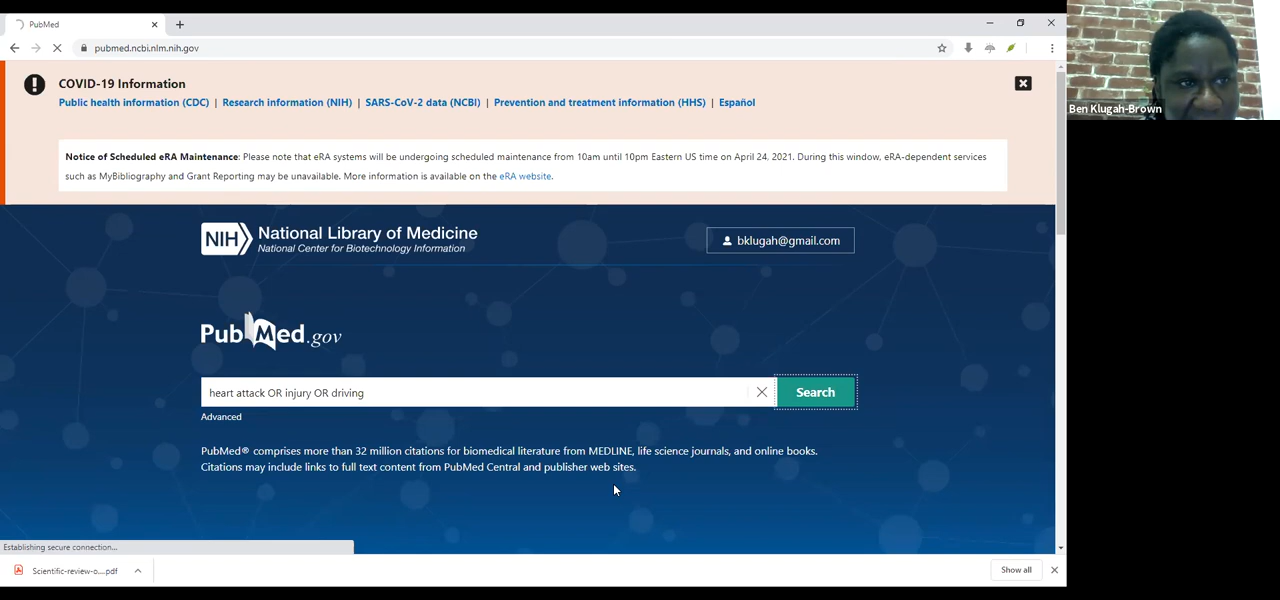 PubMed
pubmed.ncbi.nlm.nih.gov
COVID-19 Information
Public health information (CDC) | Research information (NIH) | SARS-CoV-2 data (NCBI) | Prevention and treatment information (HHS) | Español
Notice of Scheduled eRA Maintenance: Please note that eRA systems will be undergoing scheduled maintenance from 10am until 10pm Eastern US time on April 24, 2021. During this window, eRA-dependent services
such as MyBibliography and Grant Reporting may be unavailable. More information is available on the eRA website.
NIH National Library of Medicine
National Center for Biotechnology Information
bklugah@gmail.com
PubMed.gov
heart attack OR injury OR driving
Search
Advanced
PubMed® comprises more than 32 million citations for biomedical literature from MEDLINE, life science journals, and online books.
Citations may include links to full text content from PubMed Central and publisher web sites.
Establishing secure connection...
Scientific-review-o....pdf
Show all
Ben Klugah-Brown